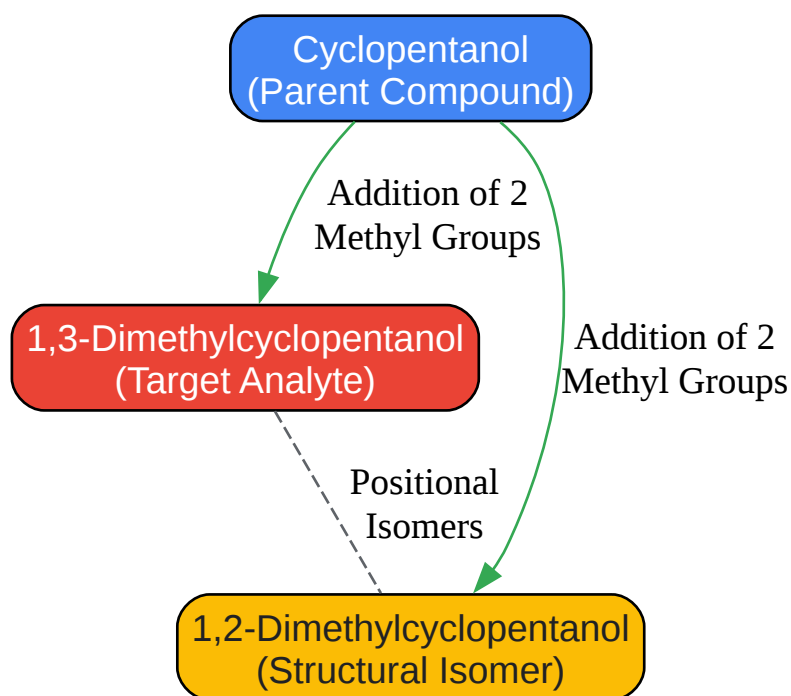 Cyclopentanol
(Parent Compound)
Addition of 2
Methyl Groups
1,3-Dimethylcyclopentanol
(Target Analyte)
Addition of 2
Methyl Groups
Positional
Isomers
1,2-Dimethylcyclopentanol
(Structural Isomer)